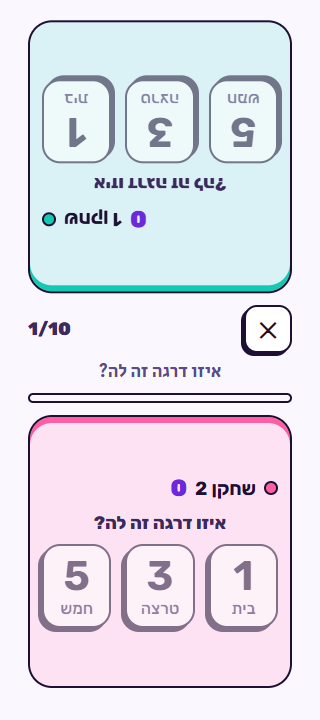 שחקן 1 0
איזו דרגה זה לה?
1 3 5
בית טרצה חמש
1/10 ×
איזו דרגה זה לה?
שחקן 2 0
איזו דרגה זה לה?
1 3 5
בית טרצה חמש